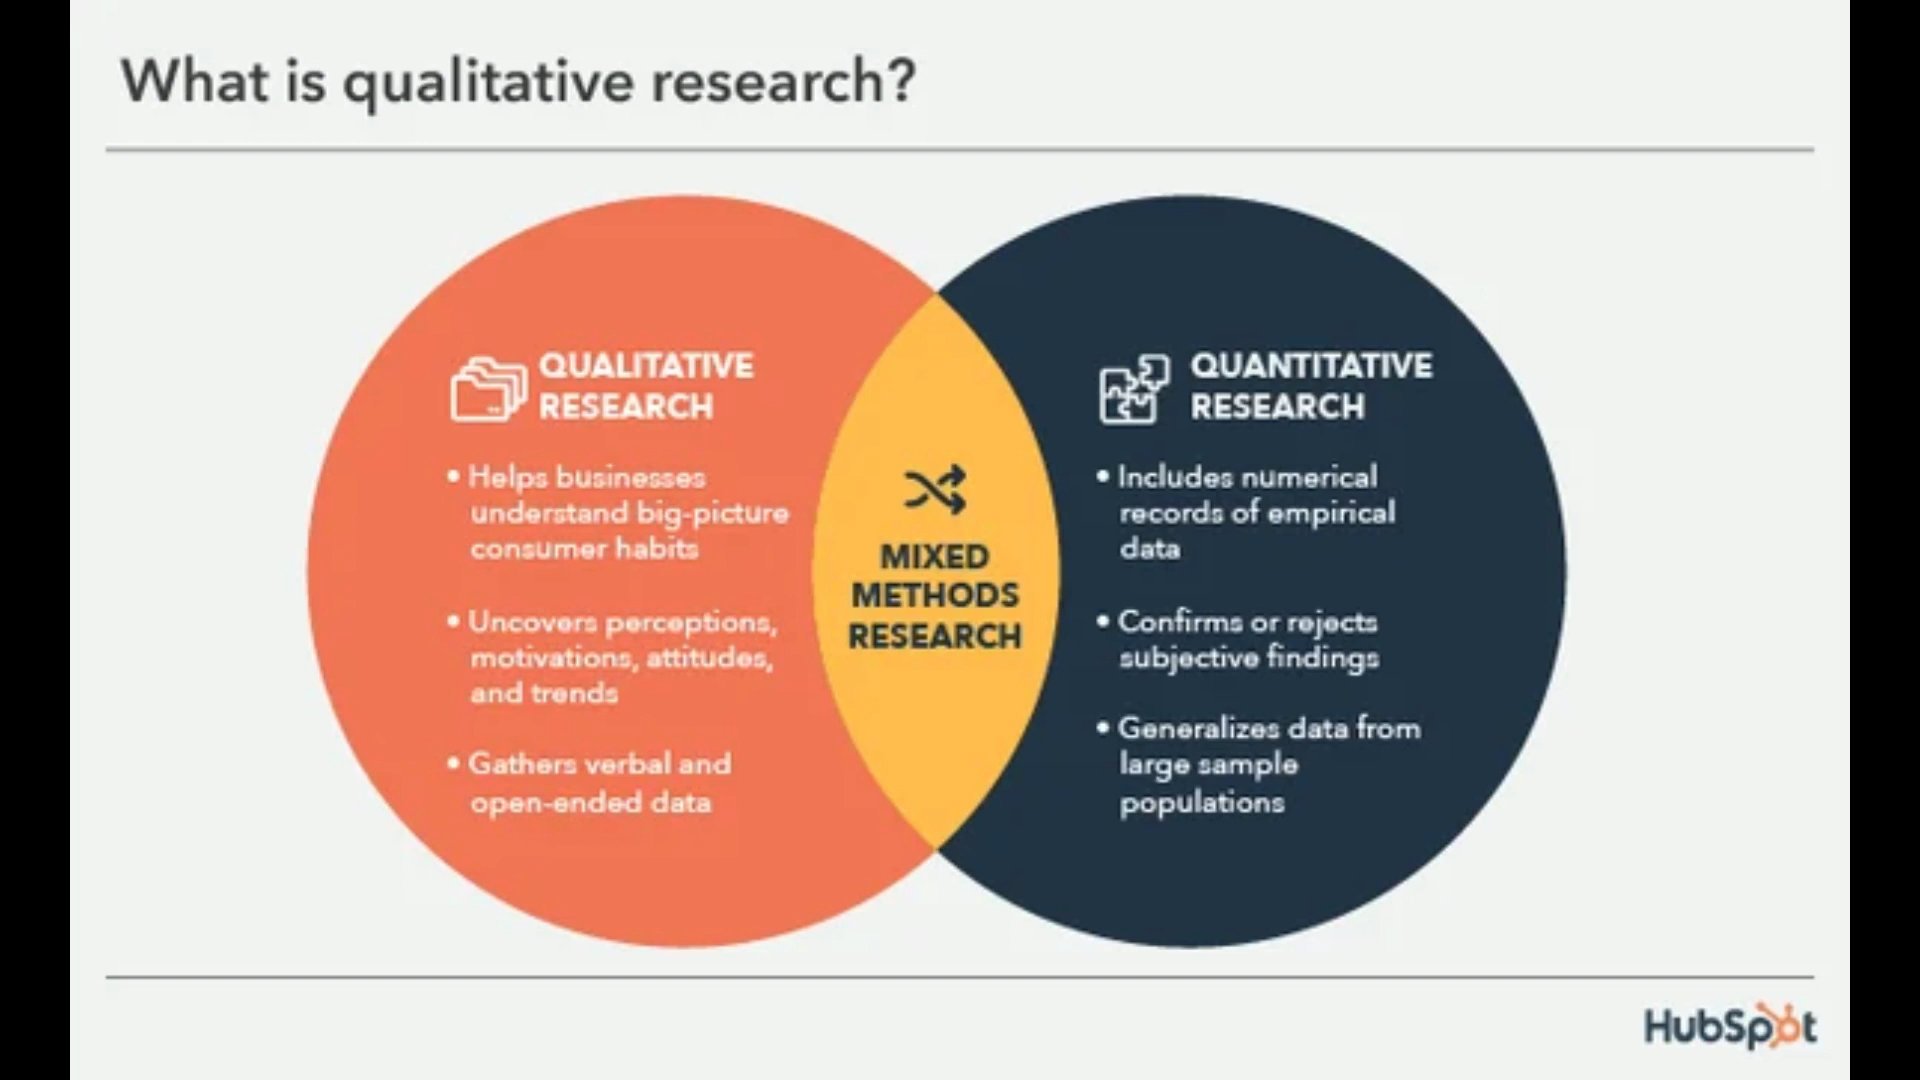 What is qualitative research?
QUALITATIVE
RESEARCH
• Helps businesses
understand big-picture
consumer habits
• Uncovers perceptions,
motivations, attitudes,
and trends
• Gathers verbal and
open-ended data
MIXED
METHODS
RESEARCH
QUANTITATIVE
RESEARCH
• Includes numerical
records of empirical
data
• Confirms or rejects
subjective findings
• Generalizes data from
large sample
populations
HubSpot